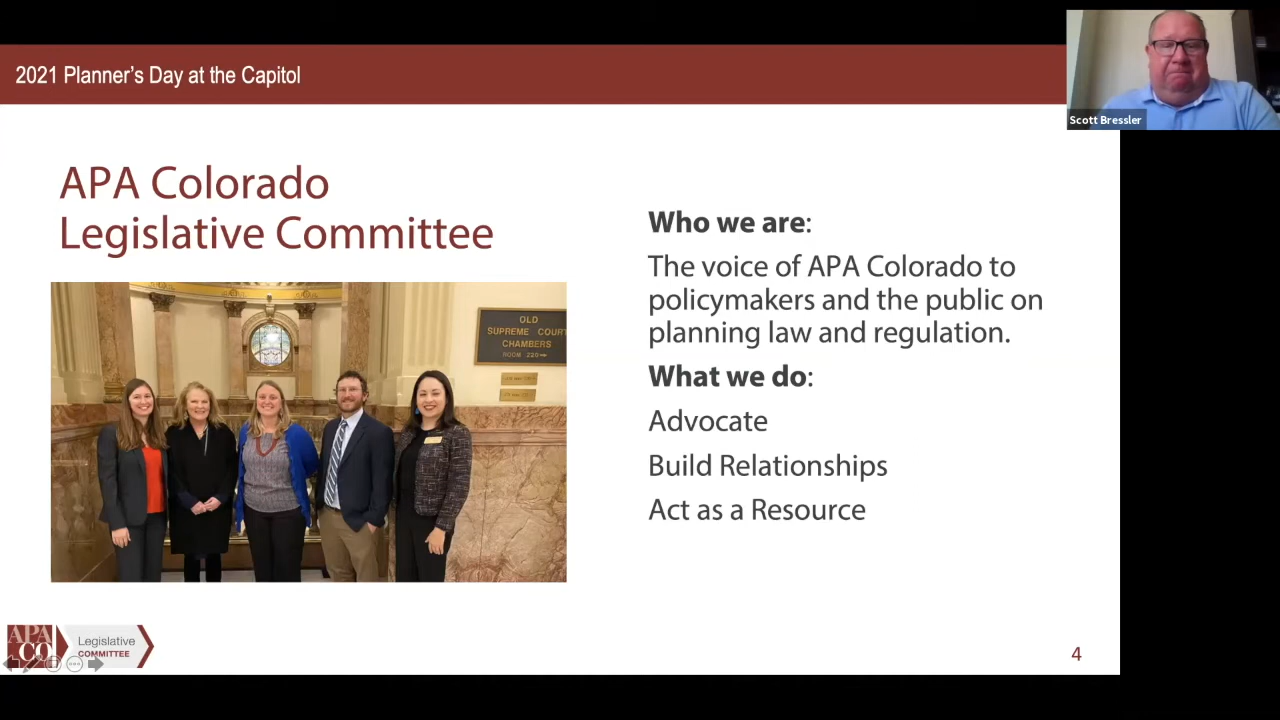 2021 Planner's Day at the Capitol
Scott Bressler
APA Colorado
Legislative Committee
OLD
SUPREME COURT
CHAMBERS
ROOM 220
Who we are:
The voice of APA Colorado to
policymakers and the public on
planning law and regulation.
What we do:
Advocate
Build Relationships
Act as a Resource
APA
CO
Legislative
COMMITTEE
4